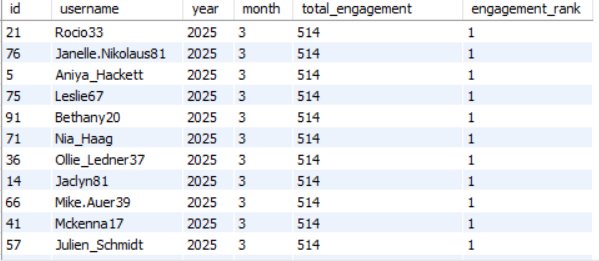 id username year month total_engagement engagement_rank
21 Rocio33 2025 3 514 1
76 Janelle.Nikolaus81 2025 3 514 1
5 Aniya_Hackett 2025 3 514 1
75 Leslie67 2025 3 514 1
91 Bethany20 2025 3 514 1
71 Nia_Haag 2025 3 514 1
36 Ollie_Ledner37 2025 3 514 1
14 Jaclyn81 2025 3 514 1
66 Mike.Auer39 2025 3 514 1
41 Mckenna17 2025 3 514 1
57 Julien_Schmidt 2025 3 514 1